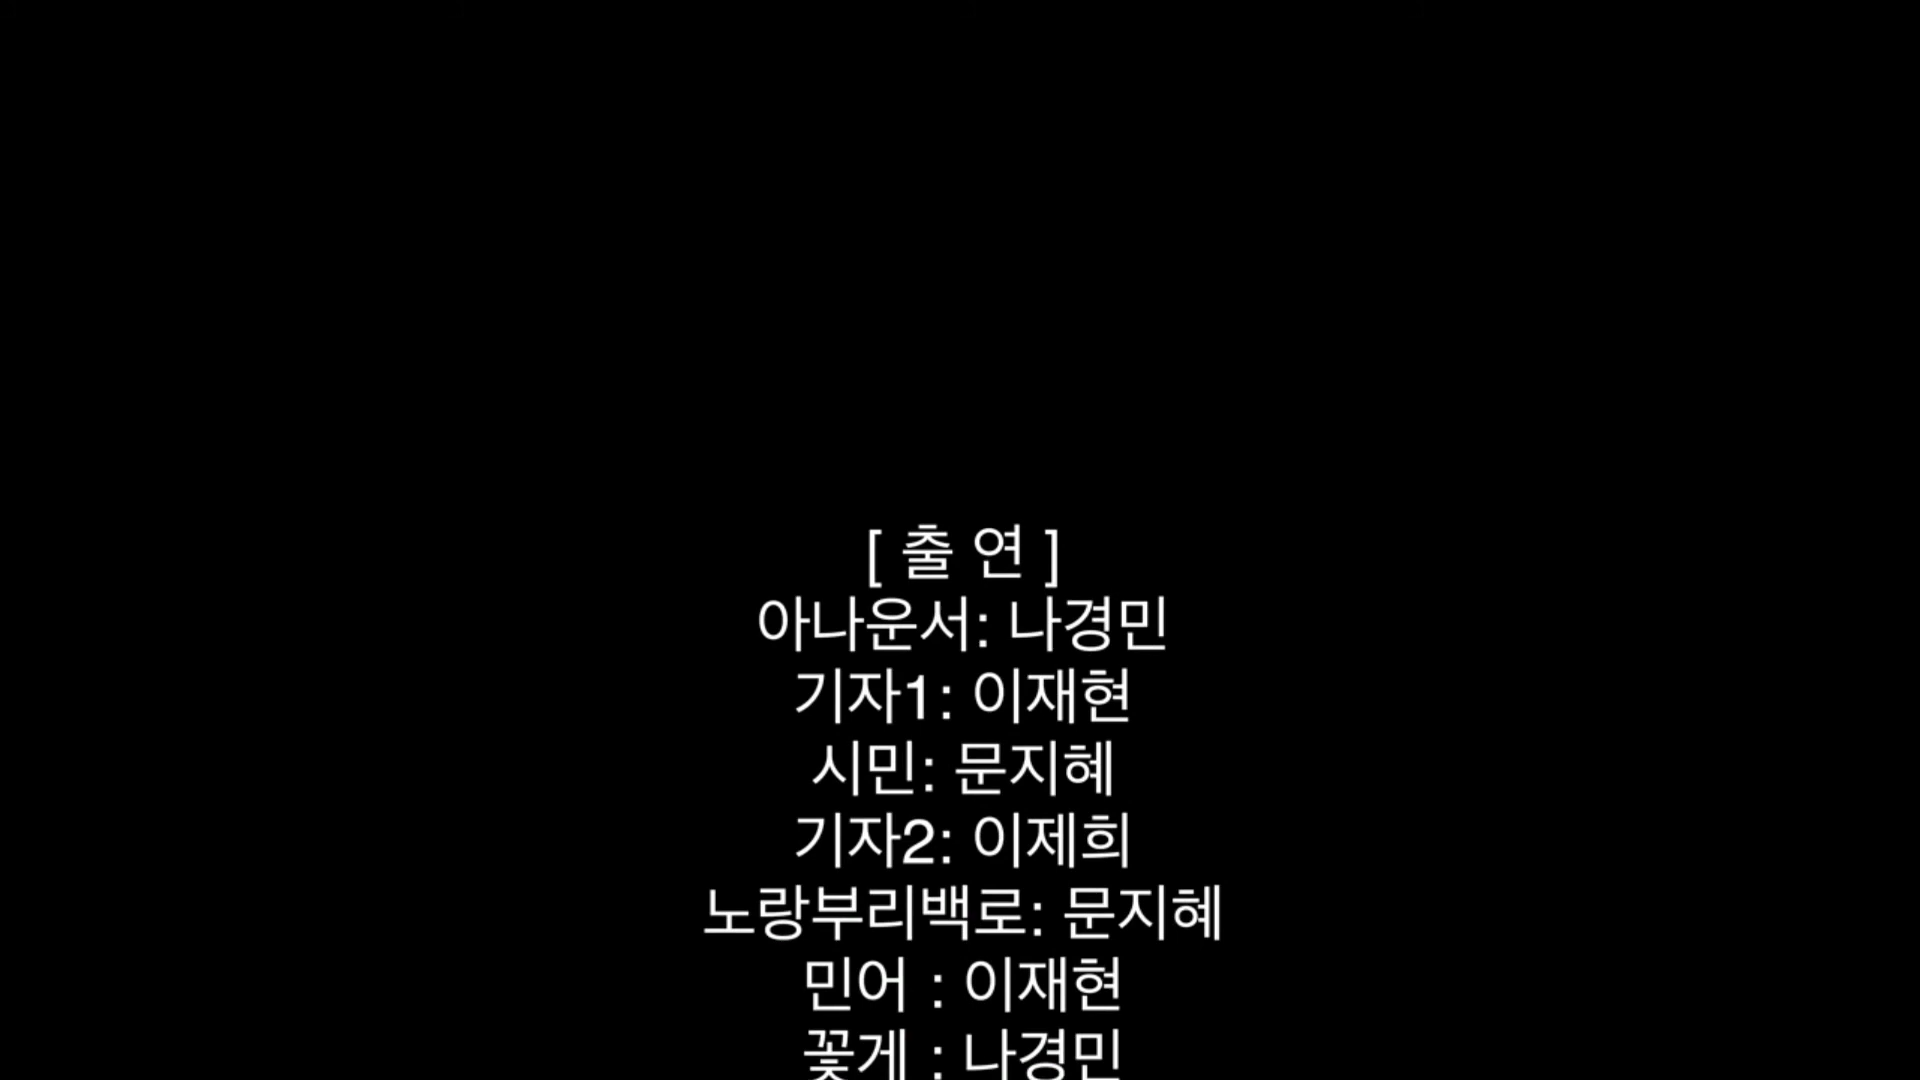 [ 출 연 ]
아나운서: 나경민
기자1: 이재현
시민: 문지혜
기자2: 이제희
노랑부리백로: 문지혜
민어 : 이재현
꽃게 : 나경민